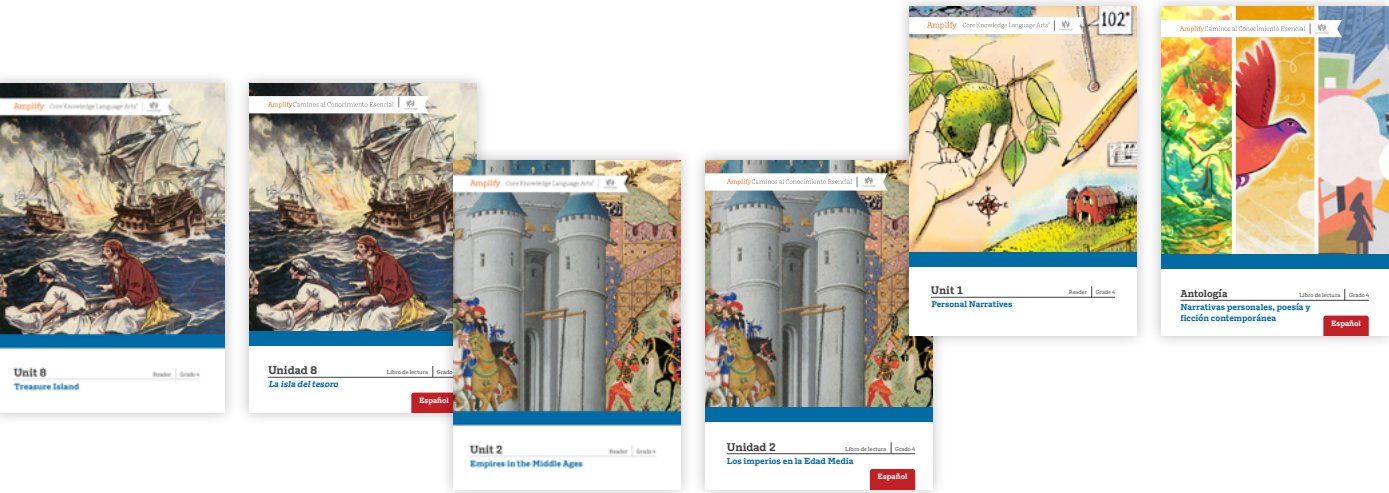 Amplify Core Knowledge Language Arts®
Unit 8
Reader | Grade 4
Treasure Island
Amplify Caminos al Conocimiento Esencial
Unidad 8
Libro de lectura | Grado
La isla del tesoro
Español
Amplify Core Knowledge Language Arts®
Unit 2
Reader | Grade 4
Empires in the Middle Ages
Amplify Caminos al Conocimiento Esencial
Unidad 2
Libro de lectura | Grado 4
Los imperios en la Edad Media
Español
Amplify Core Knowledge Language Arts®
102°
W E
S
Unit 1
Reader | Grade 4
Personal Narratives
Amplify Caminos al Conocimiento Esencial
Antología
Libro de lectura | Grado 4
Narrativas personales, poesía y
ficción contemporánea
Español